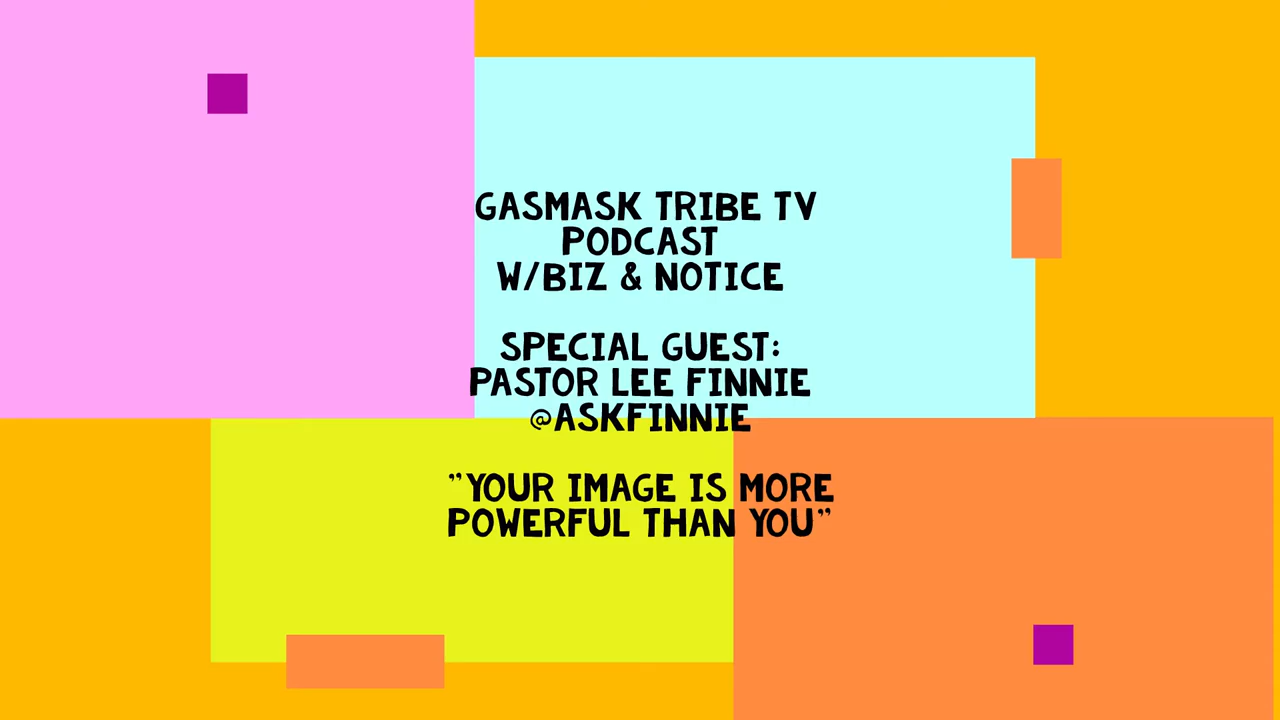 GASMASK TRIBE TV
PODCAST
W/BIZ & NOTICE
SPECIAL GUEST:
PASTOR LEE FINNIE
@ASKFINNIE
"YOUR IMAGE IS MORE
POWERFUL THAN YOU"